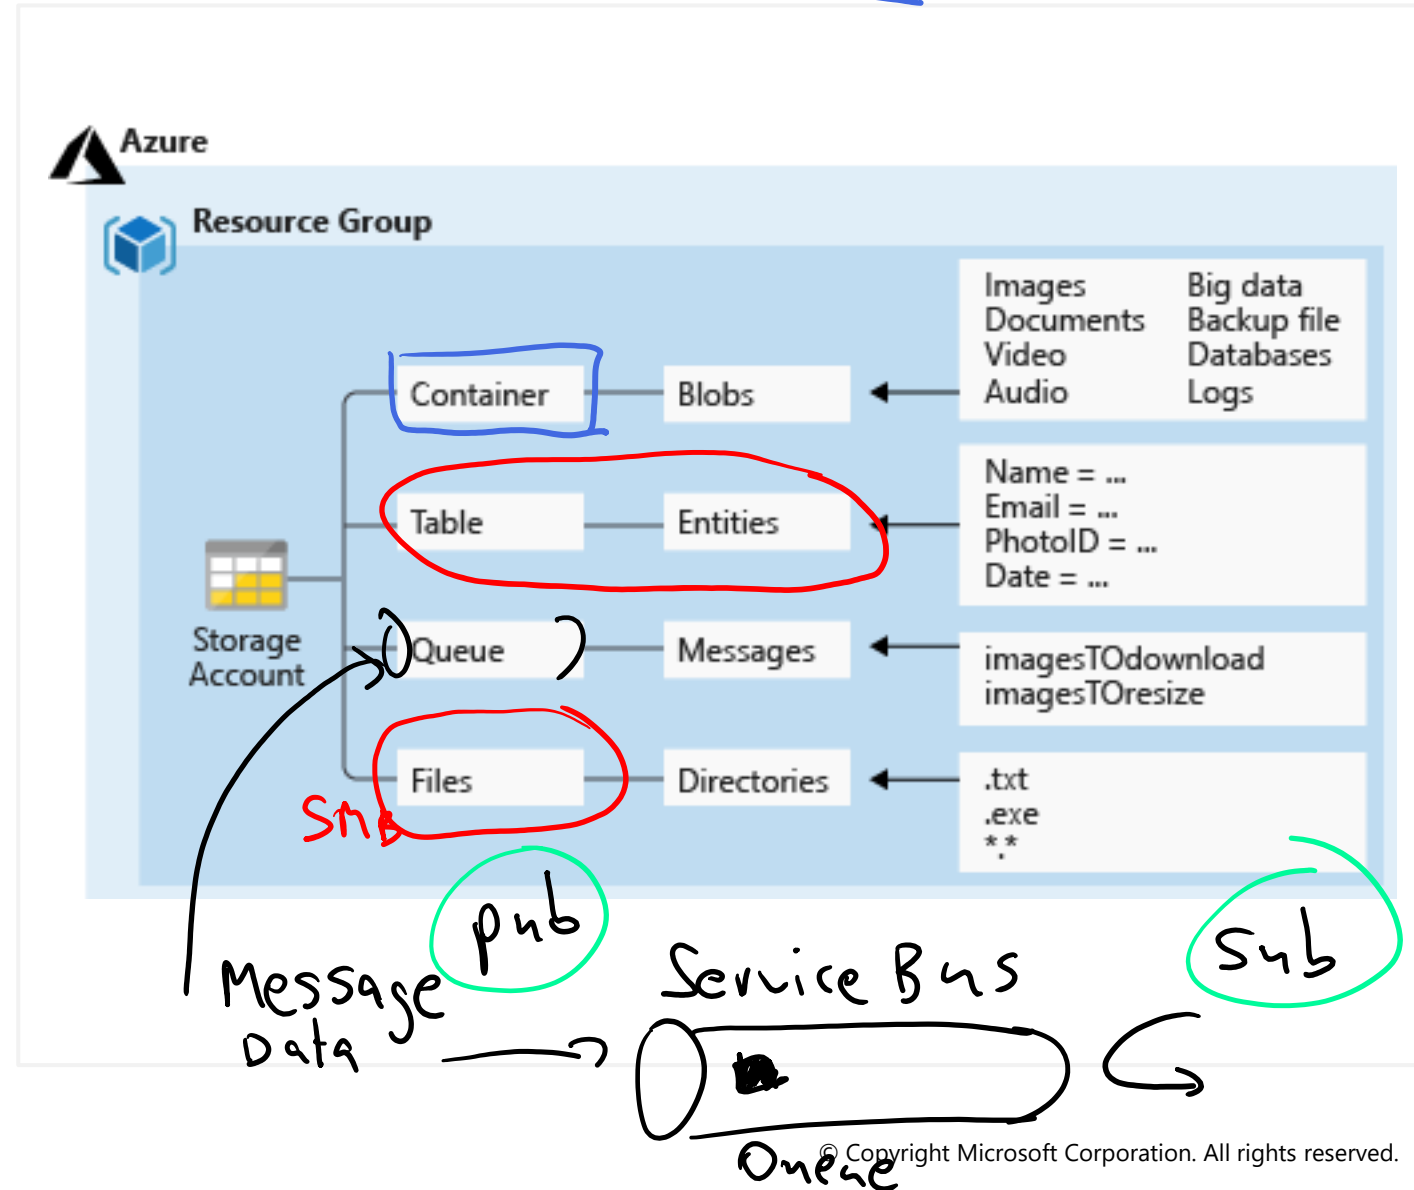 Azure
Resource Group
Images Big data
Documents Backup file
Video Databases
Audio Logs
Container Blobs
Table Entities
Name = ...
Email = ...
PhotoID = ...
Date = ...
Storage
Account
Queue Messages
imagesTOdownload
imagesTOresize
Files Directories
.txt
.exe
*.*
SMB
pub
sub
Message
Data
Service Bus
Queue
© Copyright Microsoft Corporation. All rights reserved.